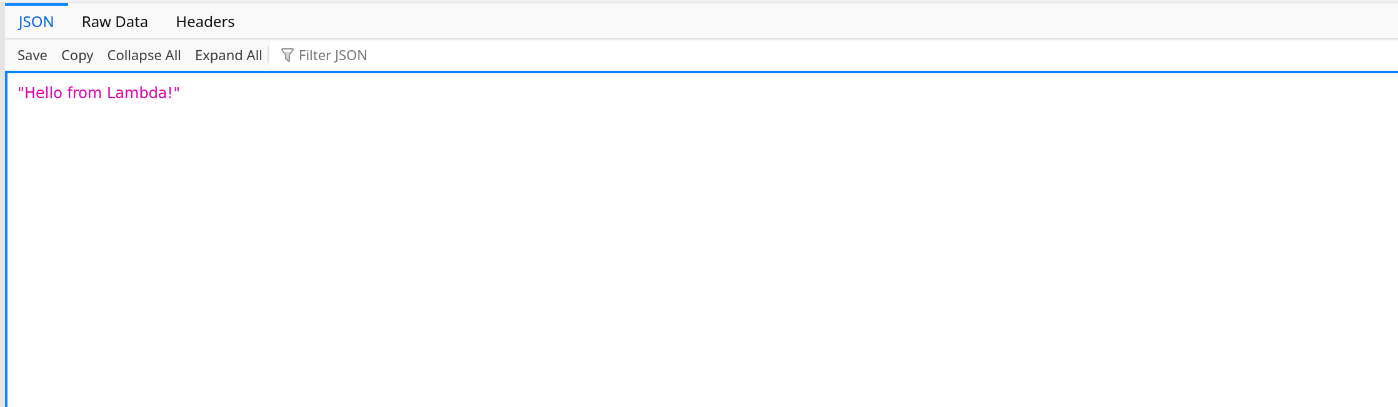 JSON Raw Data Headers
Save Copy Collapse All Expand All Filter JSON
"Hello from Lambda!"